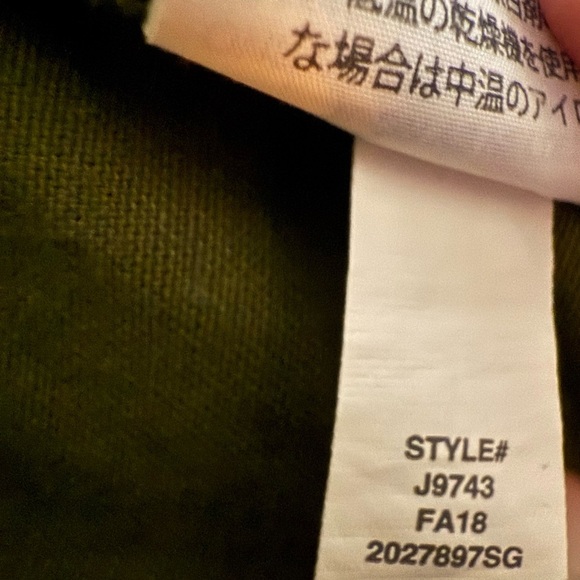 低温の乾燥機を使用
な場合は中温のアイ
STYLE#
J9743
FA18
2027897SG